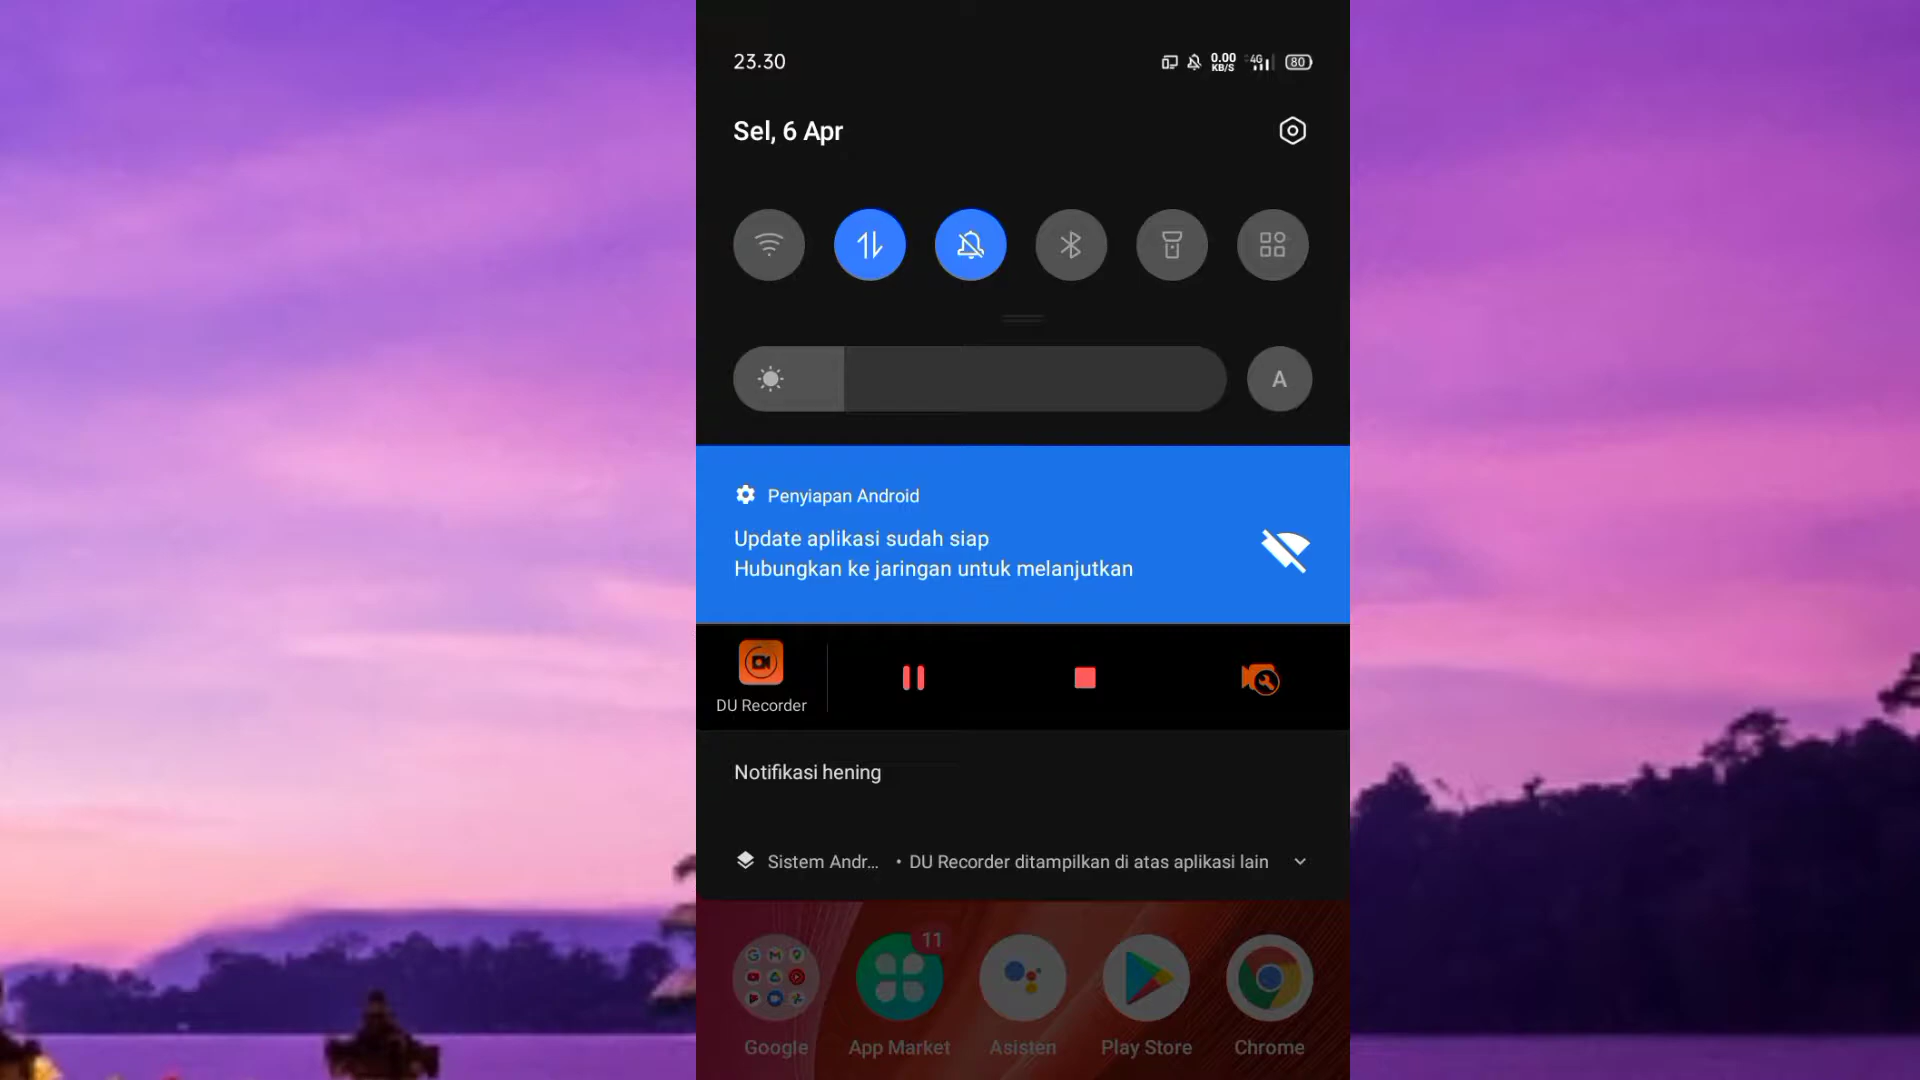 23.30
0.00
KB/S
4G
80
Sel, 6 Apr
A
Penyiapan Android
Update aplikasi sudah siap
Hubungkan ke jaringan untuk melanjutkan
DU Recorder
Notifikasi hening
Sistem Andr... • DU Recorder ditampilkan di atas aplikasi lain
11
Google App Market Asisten Play Store Chrome